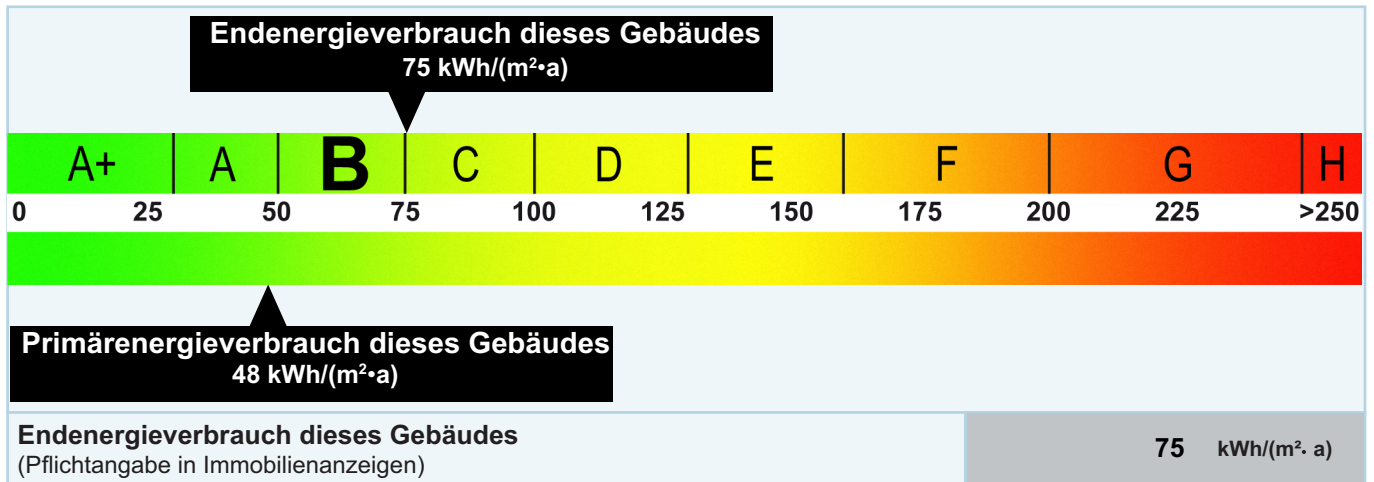 Endenergieverbrauch dieses Gebäudes
75 kWh/(m²•a)
A+ A B C D E F G H
0 25 50 75 100 125 150 175 200 225 >250
Primärenergieverbrauch dieses Gebäudes
48 kWh/(m²•a)
Endenergieverbrauch dieses Gebäudes
(Pflichtangabe in Immobilienanzeigen)
75 kWh/(m²· a)